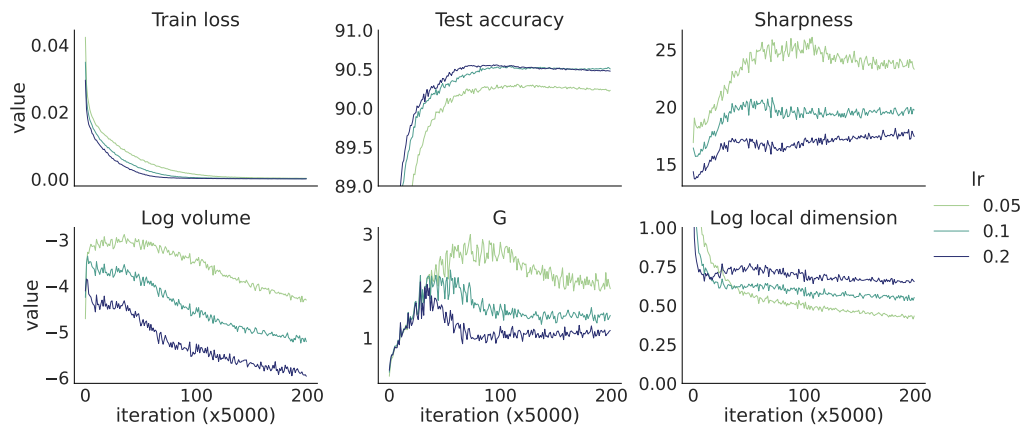 Train loss
Test accuracy
Sharpness
value
0.04
0.02
0.00
91.0
90.5
90.0
89.5
89.0
25
20
15
lr
0.05
0.1
0.2
Log volume
G
Log local dimension
value
−3
−4
−5
−6
3
2
1
1.00
0.75
0.50
0.25
0.00
0 100 200
0 100 200
0 100 200
iteration (x5000)
iteration (x5000)
iteration (x5000)